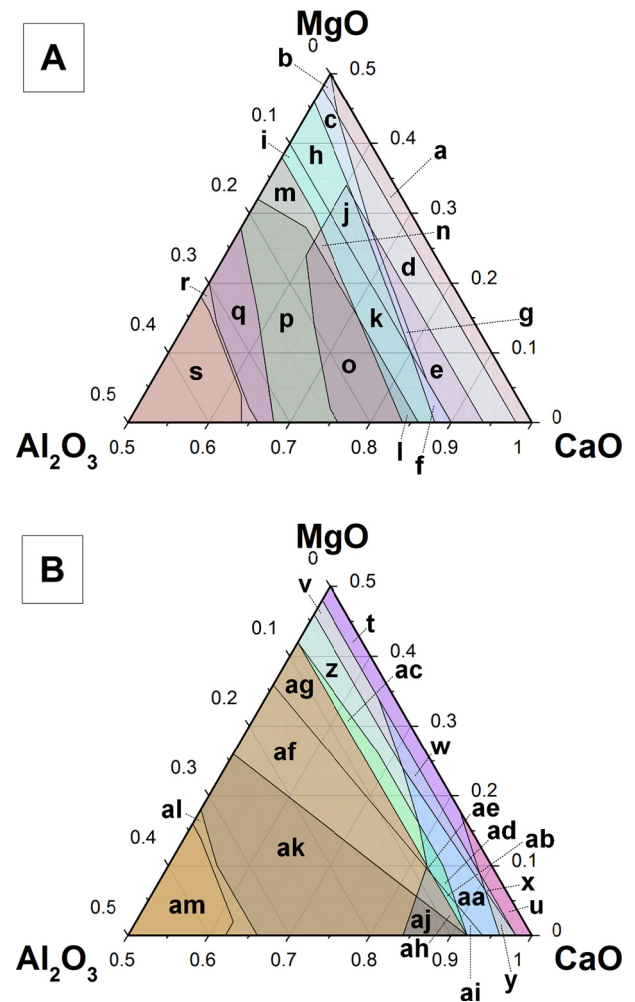 A
MgO
0
b
0.5
c
0.1
0.4
i
h
a
0.2
m
j
0.3
n
0.3
d
r
0.2
q
p
k
g
0.4
s
o
e
0.1
0.5
0
Al2O3
0.5
0.6
0.7
0.8
l
f
0.9
1
CaO
B
MgO
0
v
0.5
t
0.1
0.4
z
ac
ag
0.2
0.3
af
w
0.3
0.2
al
ae
ad
0.4
ak
0.1
ab
am
x
aa
u
0.5
aj
0
ah
Al2O3
0.5
0.6
0.7
0.8
0.9
ai
y
1
CaO